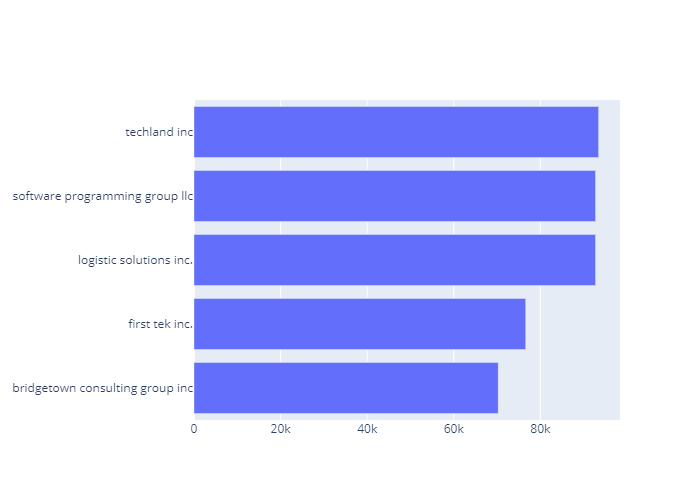 techland inc
software programming group llc
logistic solutions inc.
first tek inc.
bridgetown consulting group inc
0 20k 40k 60k 80k